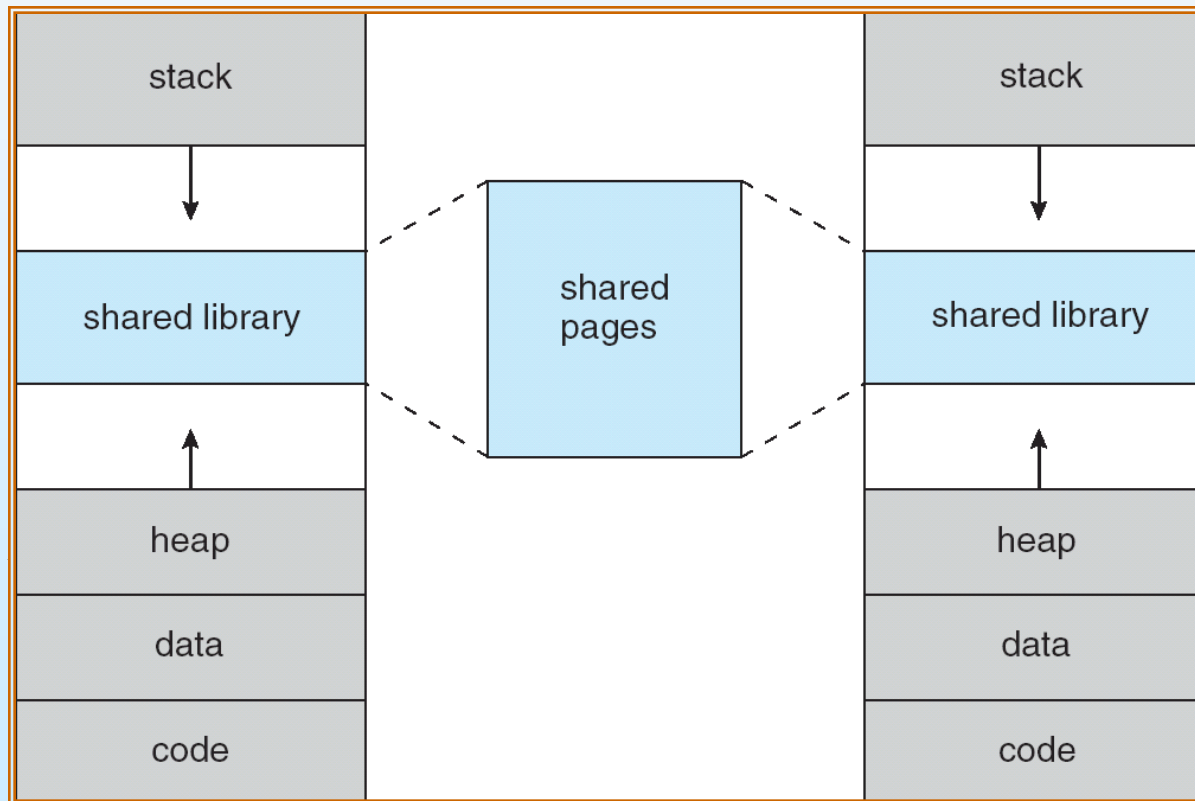 stack
shared library
heap
data
code
shared
pages
stack
shared library
heap
data
code